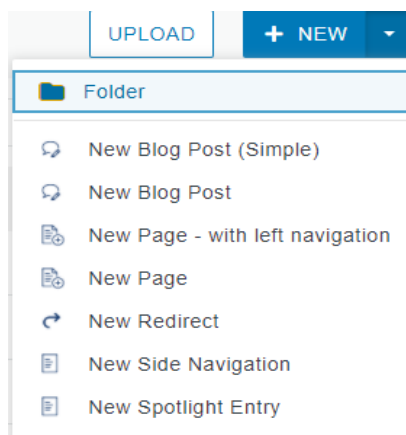 UPLOAD + NEW
Folder
New Blog Post (Simple)
New Blog Post
New Page - with left navigation
New Page
New Redirect
New Side Navigation
New Spotlight Entry